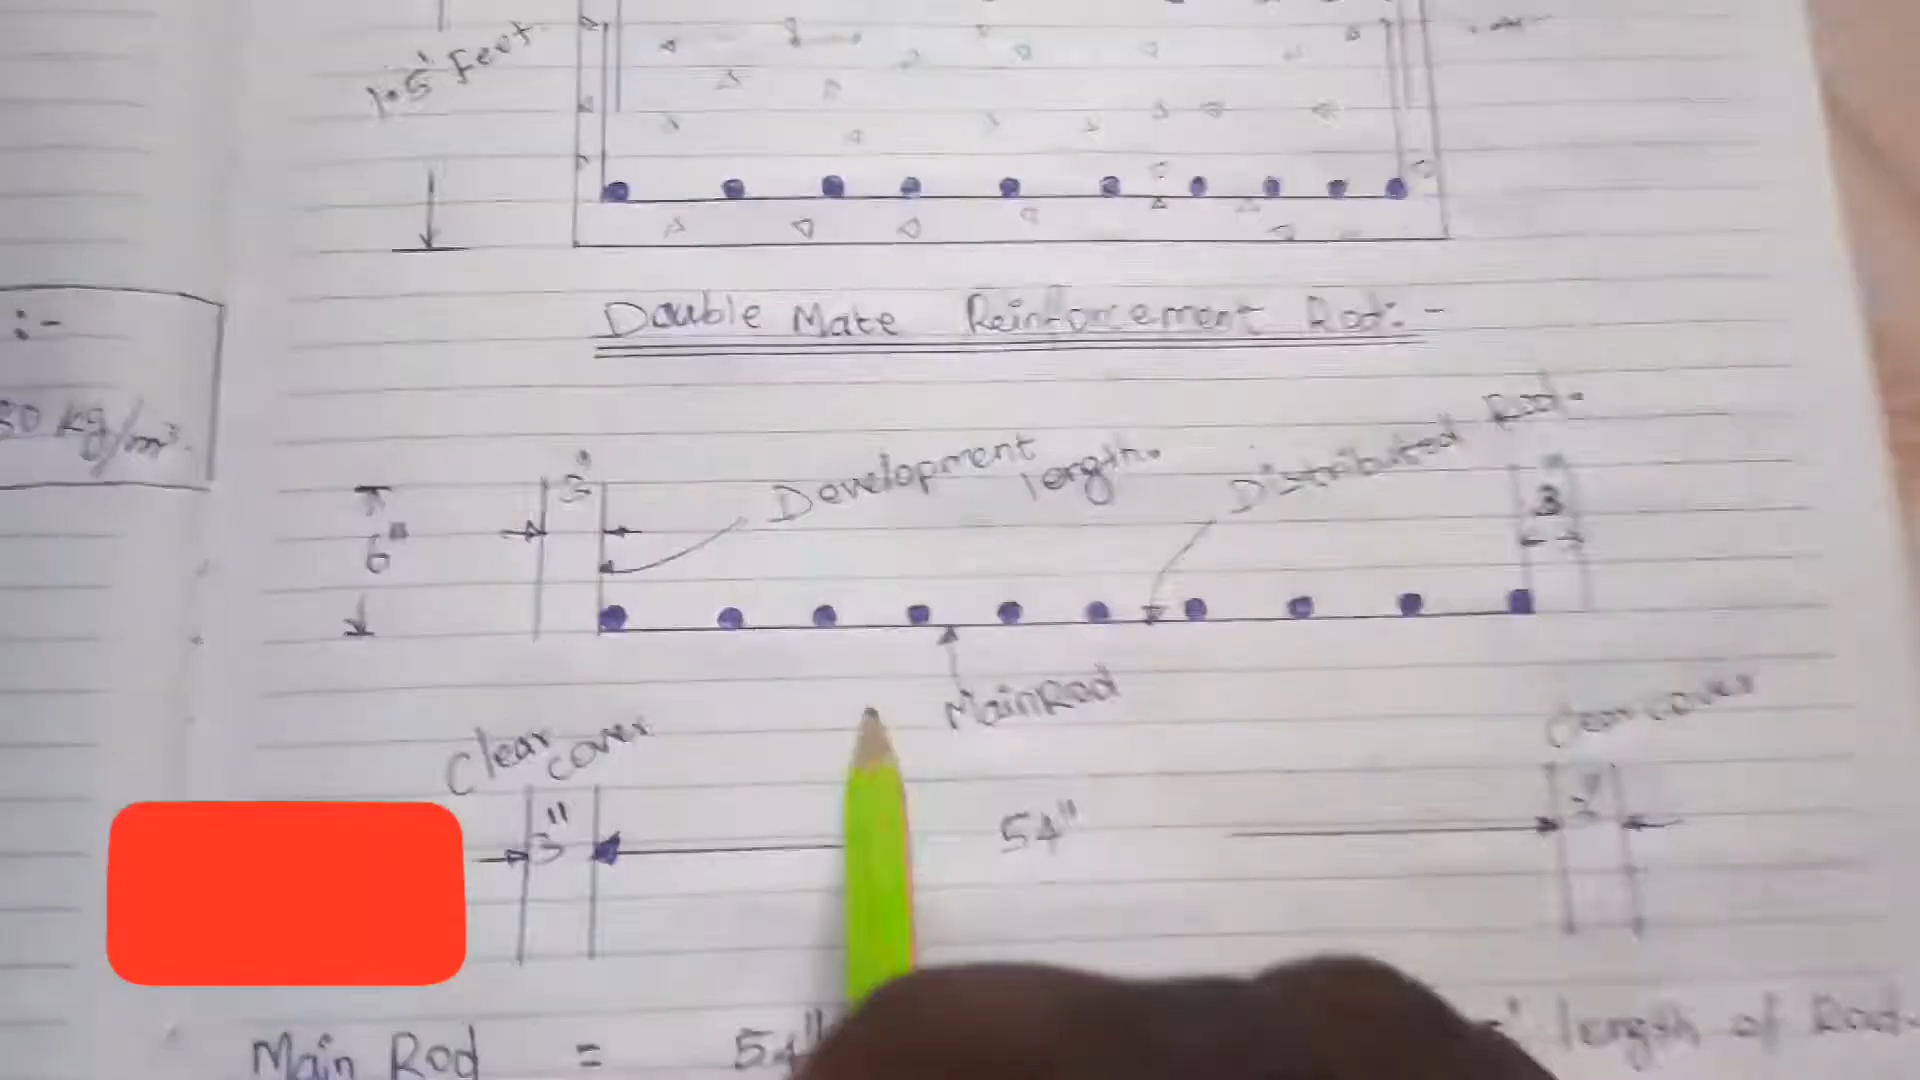 1.5' Feet
Double Mate Reinforcement Rod:-
:-
30 kg/m³.
Development length.
Distributed Rod-
3"
6"
3
Main Rod
Clear cover
Clear cover
3"
54"
Main Rod = 54"
length of Rod.